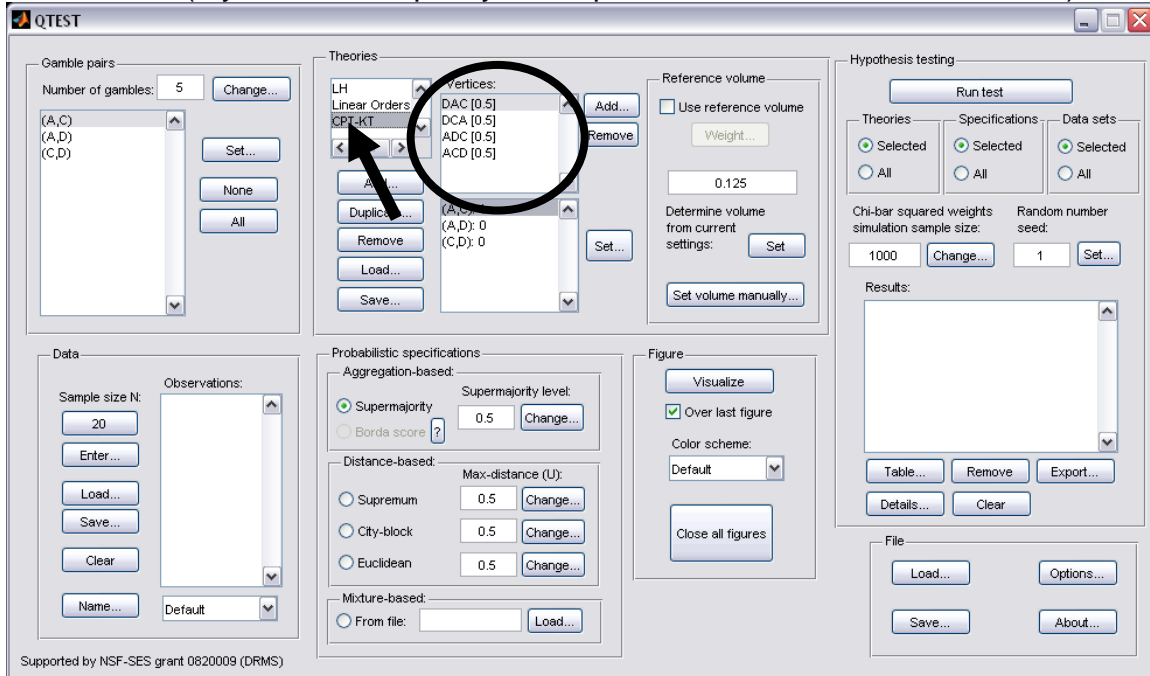 QTEST
Gamble pairs
Number of gambles: 5 Change...
(A,C)
(A,D)
(C,D)
Set...
None
All
Theories
LH
Linear Orders
CPT-KT
Duplicate...
Remove
Load...
Save...
Vertices:
DAC [0.5]
DCA [0.5]
ADC [0.5]
ACD [0.5]
Add...
Remove
(A,D): 0
(C,D): 0
Set...
Reference volume
Use reference volume
Weight...
0.125
Determine volume
from current
settings: Set
Set volume manually...
Hypothesis testing
Run test
Theories
Selected
All
Specifications
Selected
All
Data sets
Selected
All
Chi-bar squared weights
simulation sample size:
1000 Change...
Random number
seed:
1 Set...
Results:
Table... Remove Export...
Details... Clear
Data
Sample size N:
20
Enter...
Load...
Save...
Clear
Name... Default
Observations:
Probabilistic specifications
Aggregation-based:
Supermajority level:
Supermajority 0.5 Change...
Borda score ?
Distance-based:
Max-distance (U):
Supremum 0.5 Change...
City-block 0.5 Change...
Euclidean 0.5 Change...
Mixture-based:
From file: Load...
Figure
Visualize
Over last figure
Color scheme:
Default
Close all figures
File
Load... Options...
Save... About...
Supported by NSF-SES grant 0820009 (DRMS)